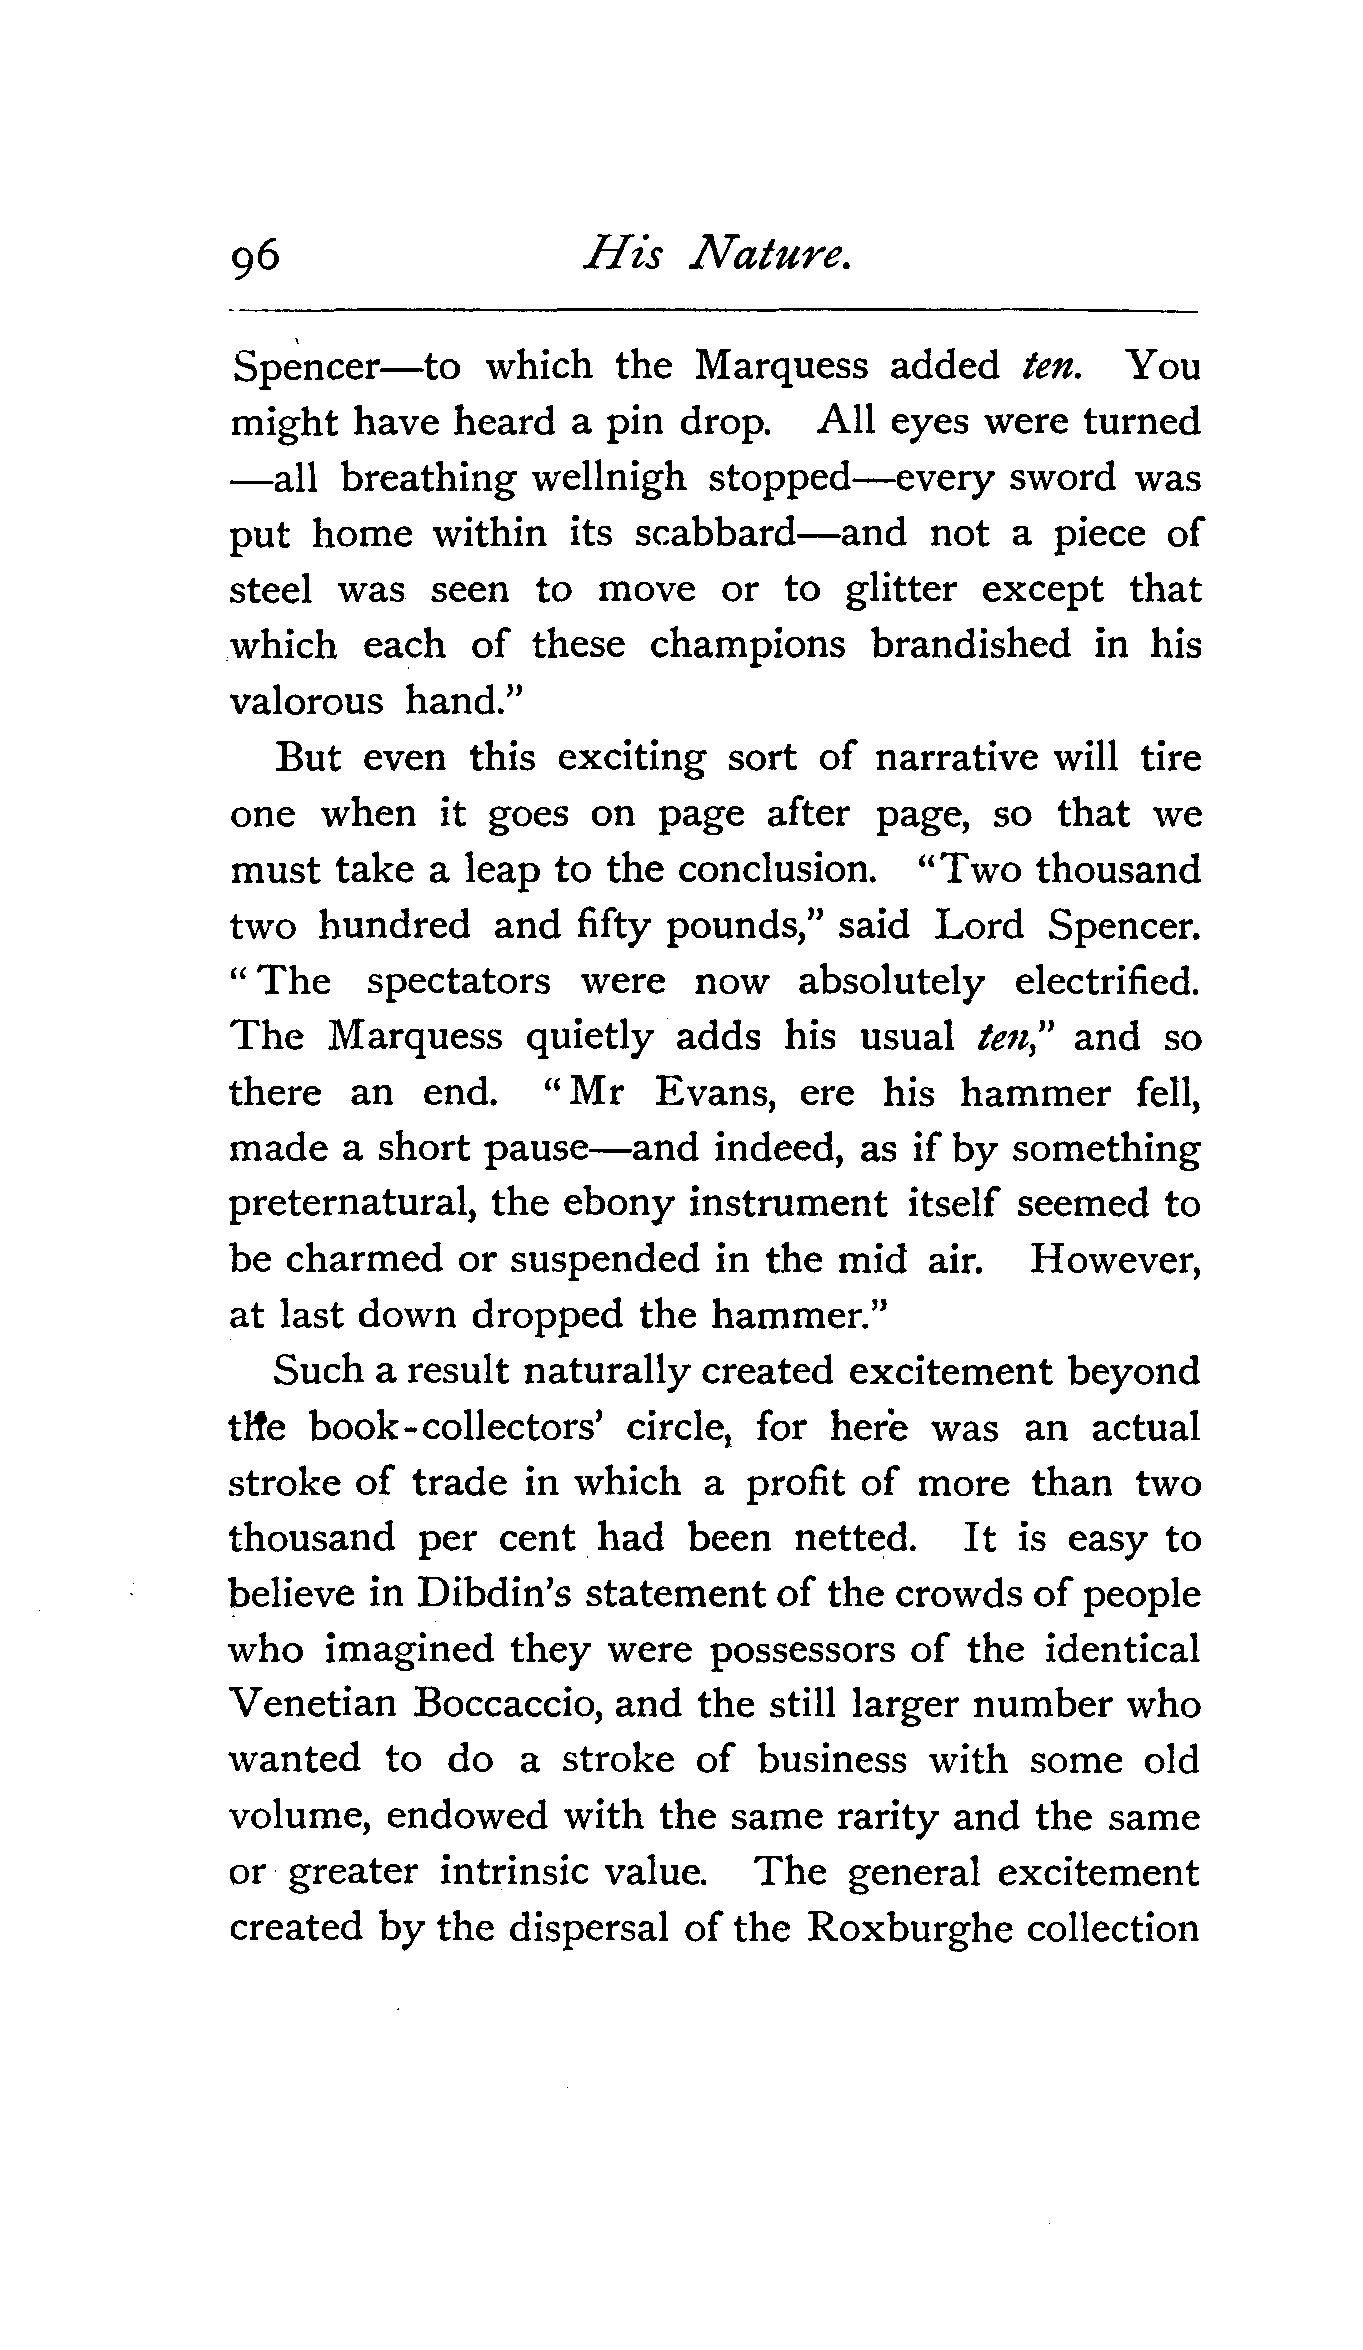 96 His Nature.
Spencer—to which the Marquess added ten. You
might have heard a pin drop. All eyes were turned
—all breathing wellnigh stopped—every sword was
put home within its scabbard—and not a piece of
steel was seen to move or to glitter except that
which each of these champions brandished in his
valorous hand."
But even this exciting sort of narrative will tire
one when it goes on page after page, so that we
must take a leap to the conclusion. "Two thousand
two hundred and fifty pounds," said Lord Spencer.
"The spectators were now absolutely electrified.
The Marquess quietly adds his usual ten," and so
there an end. "Mr Evans, ere his hammer fell,
made a short pause—and indeed, as if by something
preternatural, the ebony instrument itself seemed to
be charmed or suspended in the mid air. However,
at last down dropped the hammer."
Such a result naturally created excitement beyond
the book-collectors' circle, for here was an actual
stroke of trade in which a profit of more than two
thousand per cent had been netted. It is easy to
believe in Dibdin's statement of the crowds of people
who imagined they were possessors of the identical
Venetian Boccaccio, and the still larger number who
wanted to do a stroke of business with some old
volume, endowed with the same rarity and the same
or greater intrinsic value. The general excitement
created by the dispersal of the Roxburghe collection